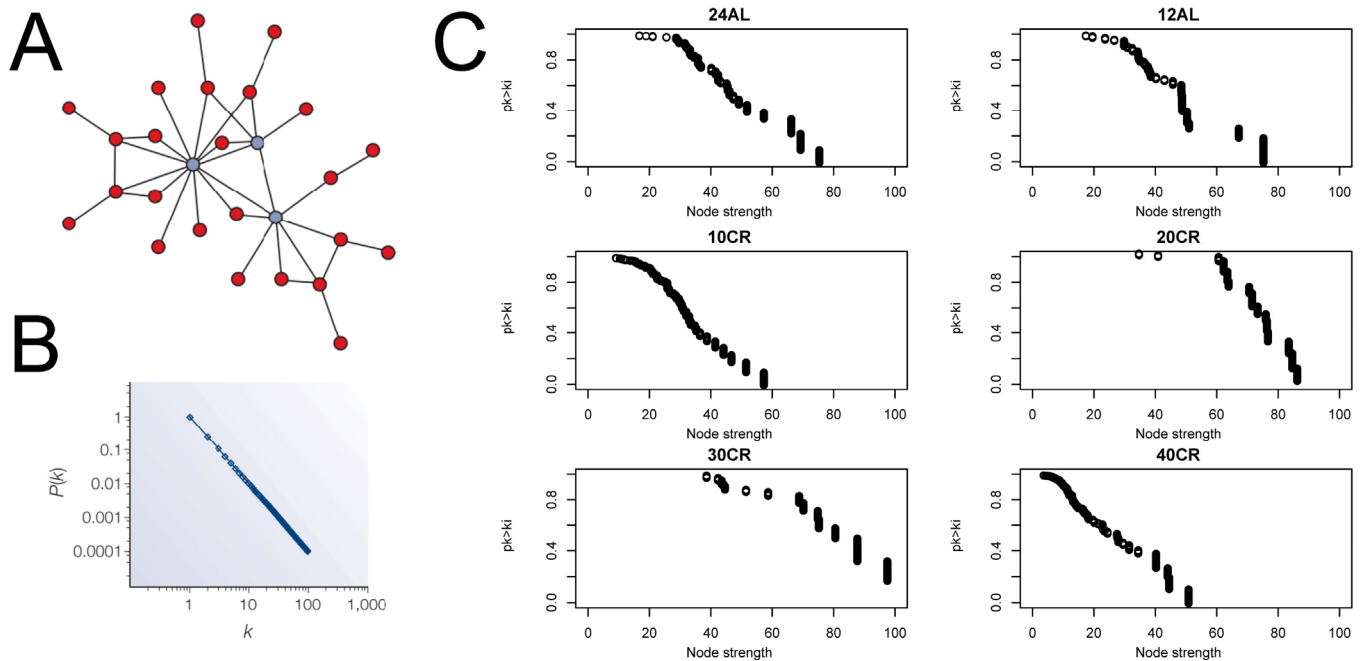 A
B
P(k)
1
0.1
0.01
0.001
0.0001
1 10 100 1,000
k
C
24AL
pk>ki
0.0 0.4 0.8
0 20 40 60 80 100
Node strength
12AL
pk>ki
0.0 0.4 0.8
0 20 40 60 80 100
Node strength
10CR
pk>ki
0.0 0.4 0.8
0 20 40 60 80 100
Node strength
20CR
pk>ki
0.0 0.4 0.8
0 20 40 60 80 100
Node strength
30CR
pk>ki
0.0 0.4 0.8
0 20 40 60 80 100
Node strength
40CR
pk>ki
0.0 0.4 0.8
0 20 40 60 80 100
Node strength